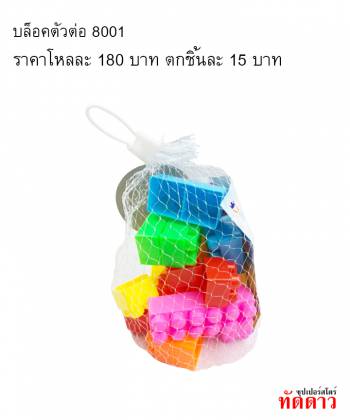 บล็อคตัวต่อ 8001
ราคาโหลละ 180 บาท ตกชิ้นละ 15 บาท
ซุปเปอร์สโตร์
ทัดดาว